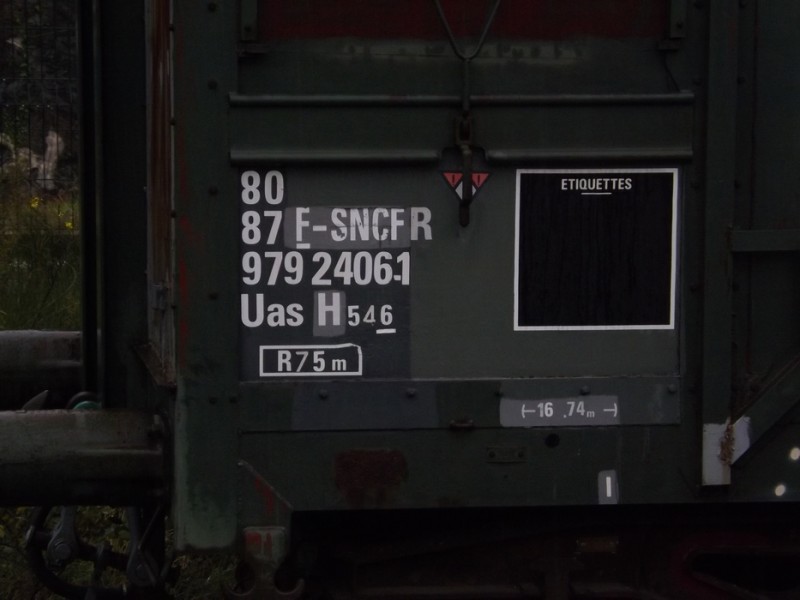 80
87 F-SNCF R
979 2406-1
Uas H 546
R75m
ETIQUETTES
16.74m
I